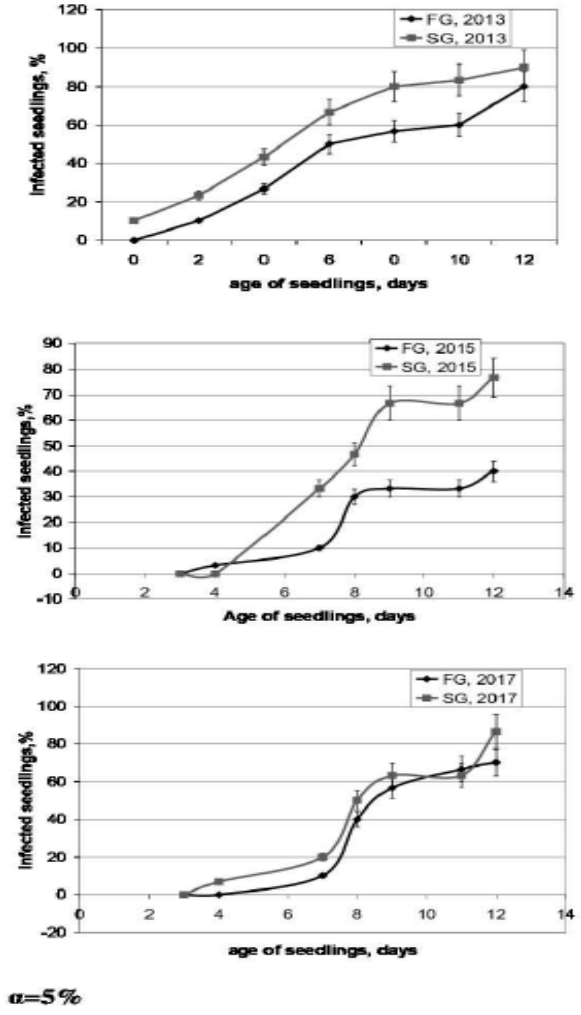 120
100
80
60
40
20
0
Infected seedlings, %
FG, 2013
SG, 2013
0 2 0 6 0 10 12
age of seedlings, days
90
80
70
60
50
40
30
20
10
0
-10
Infected seedlings,%
FG, 2015
SG, 2015
2 4 6 8 10 12 14
Age of seedlings, days
120
100
80
60
40
20
0
-20
Infected seedlings,%
FG, 2017
SG, 2017
0 2 4 6 8 10 12 14
age of seedlings, days
α=5%